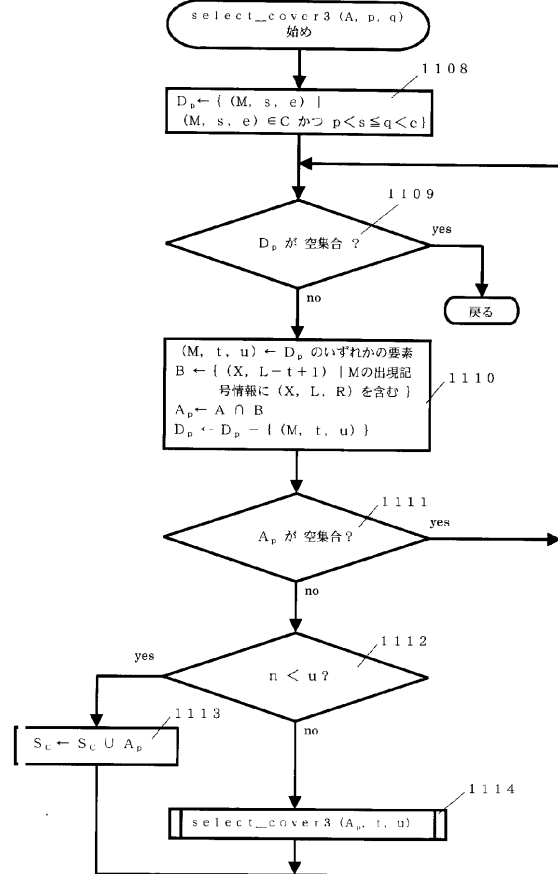 select_cover3 (A, p, q)
始め
1108
Dp←{ (M, s, e) |
(M, s, e) ∈C かつ p<s≦q<c}
1109
Dp が 空集合 ?
yes
no
戻る
(M, t, u) ← Dp のいずれかの要素
B ← { (X, L−t+1) | Mの出現記
号情報に (X, L, R) を含む }
Ap← A ∩ B
Dp ← Dp − { (M, t, u) }
1110
1111
Ap が 空集合?
yes
no
1112
yes
n < u?
1113
no
Sc← Sc ∪ Ap
1114
select_cover3 (Ap, t, u)